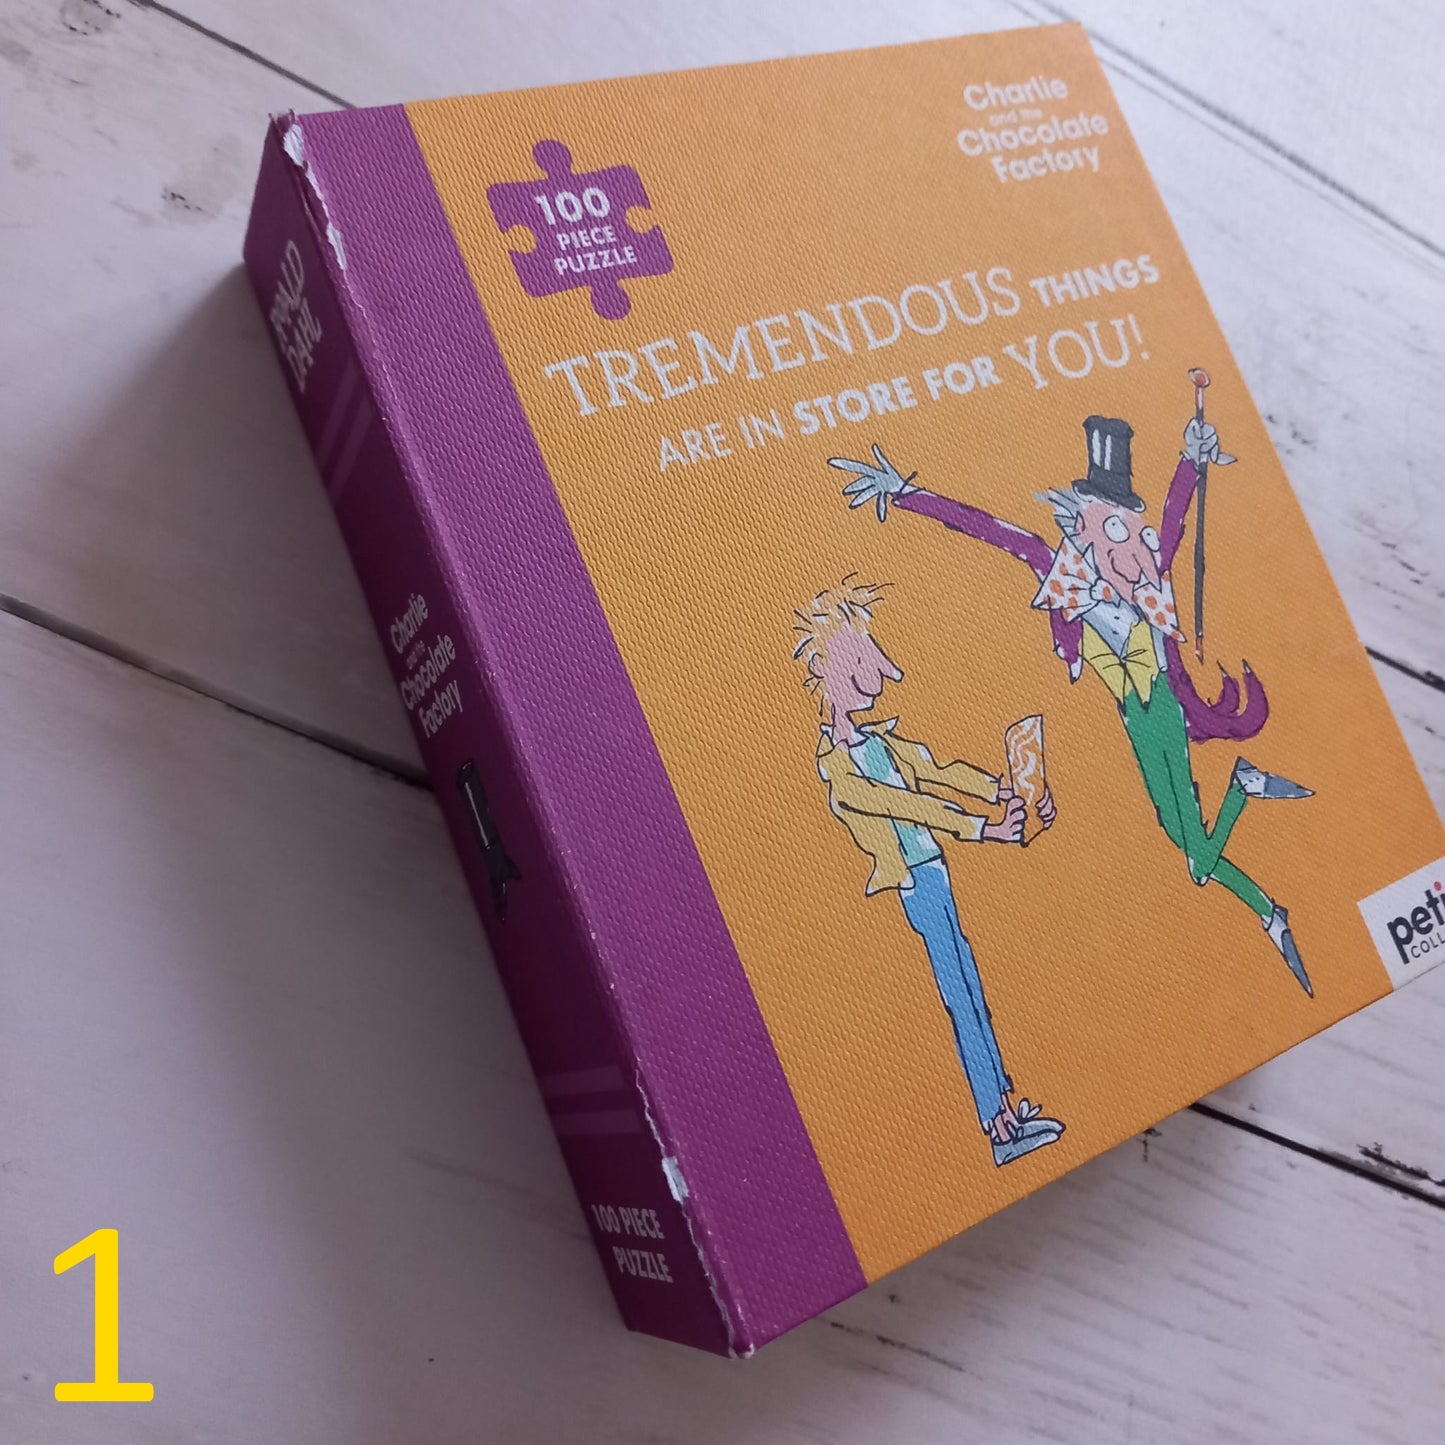 Charlie
and the
Chocolate
Factory
100
PIECE
PUZZLE
TREMENDOUS THINGS
ARE IN STORE FOR YOU!
ROALD
DAHL
Charlie
and the
Chocolate
Factory
100 PIECE
PUZZLE
1